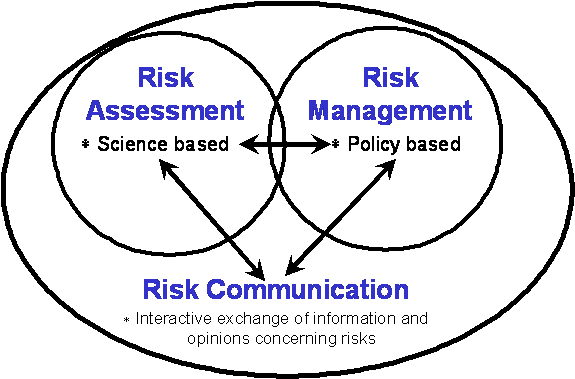 Risk
Assessment
* Science based
Risk
Management
* Policy based
Risk Communication
* Interactive exchange of information and
opinions concerning risks